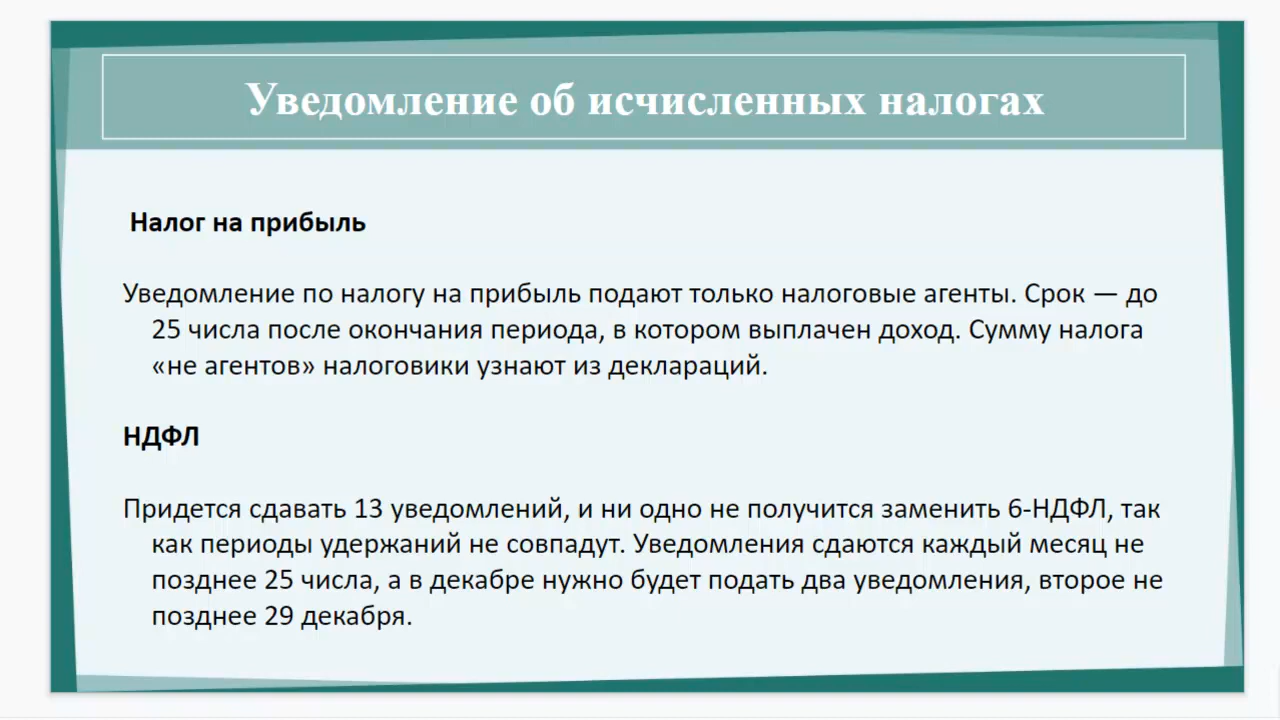 Уведомление об исчисленных налогах
Налог на прибыль
Уведомление по налогу на прибыль подают только налоговые агенты. Срок — до
25 числа после окончания периода, в котором выплачен доход. Сумму налога
«не агентов» налоговики узнают из деклараций.
НДФЛ
Придется сдавать 13 уведомлений, и ни одно не получится заменить 6-НДФЛ, так
как периоды удержаний не совпадут. Уведомления сдаются каждый месяц не
позднее 25 числа, а в декабре нужно будет подать два уведомления, второе не
позднее 29 декабря.